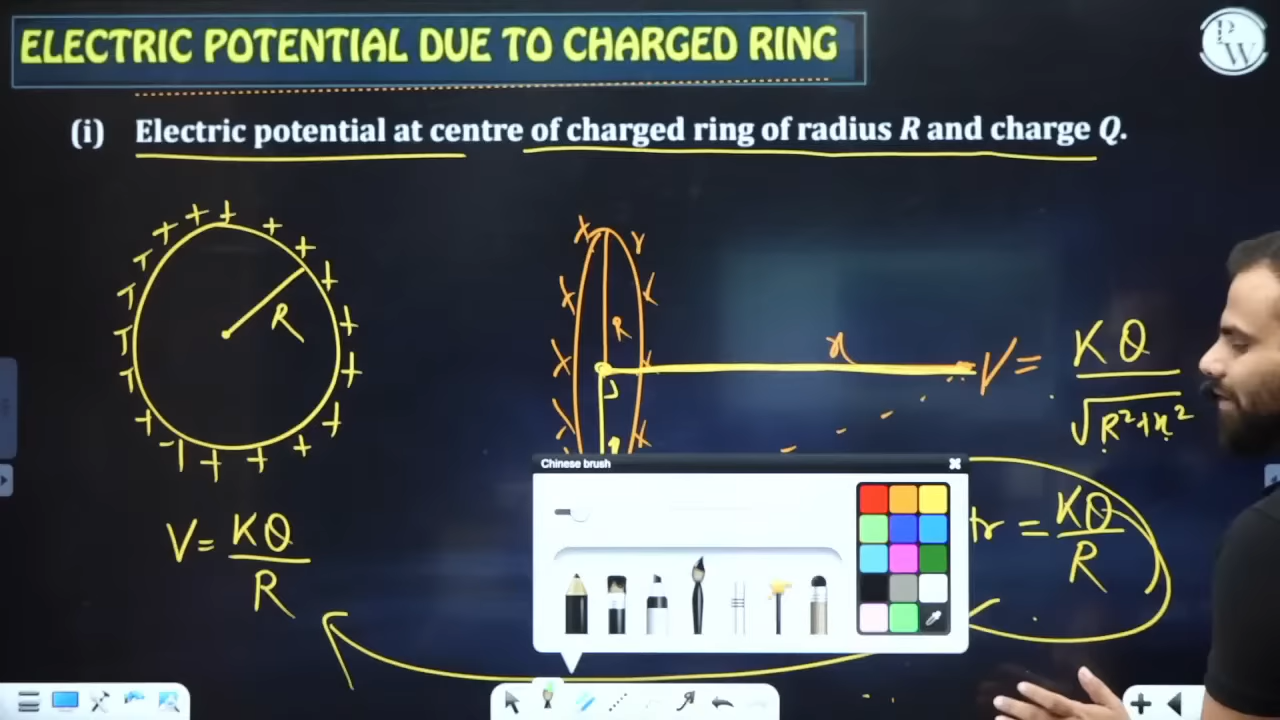 ELECTRIC POTENTIAL DUE TO CHARGED RING
PW
(i) Electric potential at centre of charged ring of radius R and charge Q.
R
R
x
V = KQ / √R²+x²
V = KQ / R
= KQ / R
Chinese brush